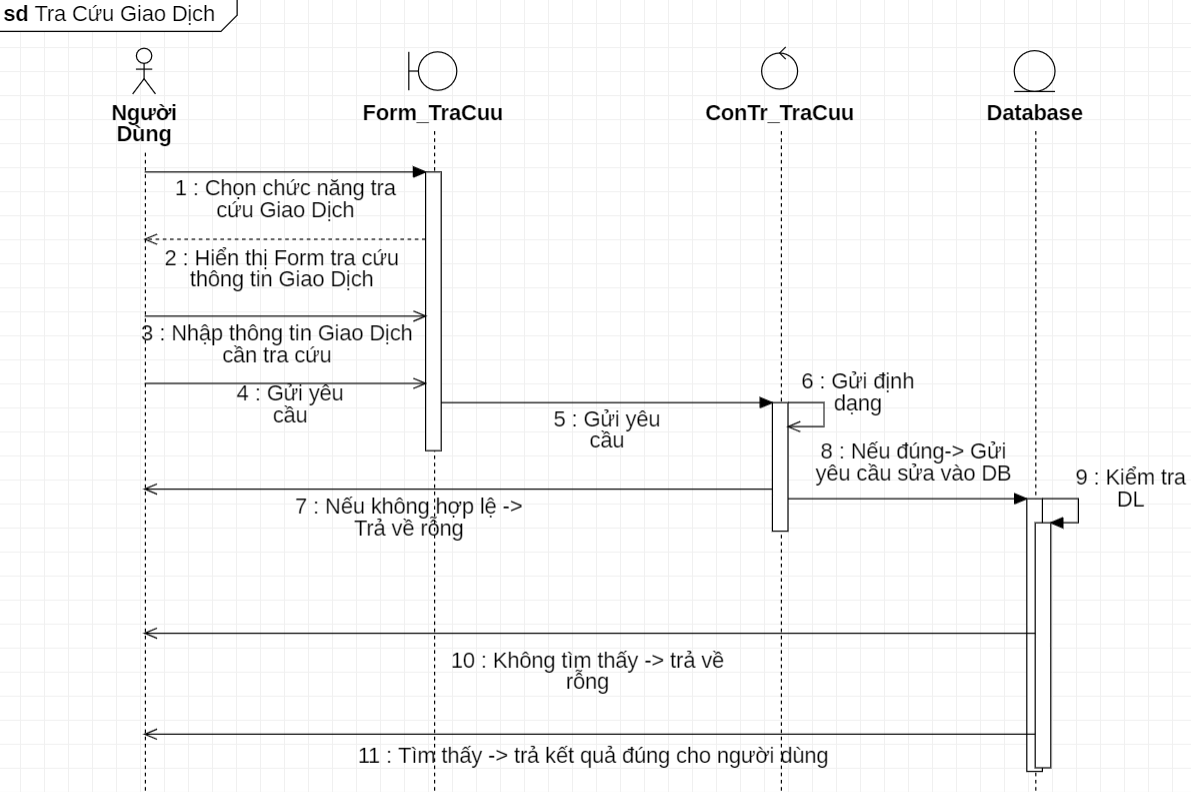 sd Tra Cứu Giao Dịch
Người
Dùng
Form_TraCuu
ConTr_TraCuu
Database
1 : Chọn chức năng tra
cứu Giao Dịch
2 : Hiển thị Form tra cứu
thông tin Giao Dịch
3 : Nhập thông tin Giao Dịch
cần tra cứu
4 : Gửi yêu
cầu
5 : Gửi yêu
cầu
6 : Gửi định
dạng
7 : Nếu không hợp lệ ->
Trả về rỗng
8 : Nếu đúng-> Gửi
yêu cầu sửa vào DB
9 : Kiểm tra
DL
10 : Không tìm thấy -> trả về
rỗng
11 : Tìm thấy -> trả kết quả đúng cho người dùng